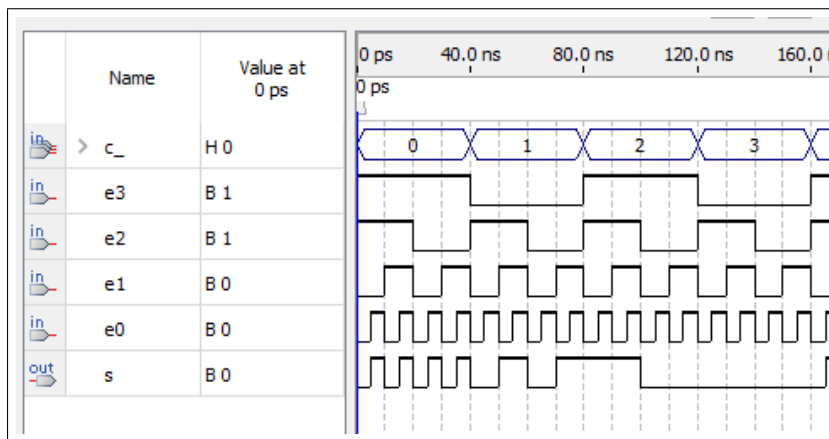 Name
Value at
0 ps
0 ps 40.0 ns 80.0 ns 120.0 ns 160.0
0 ps
in > c_ H 0 0 1 2 3
in e3 B 1
in e2 B 1
in e1 B 0
in e0 B 0
out s B 0